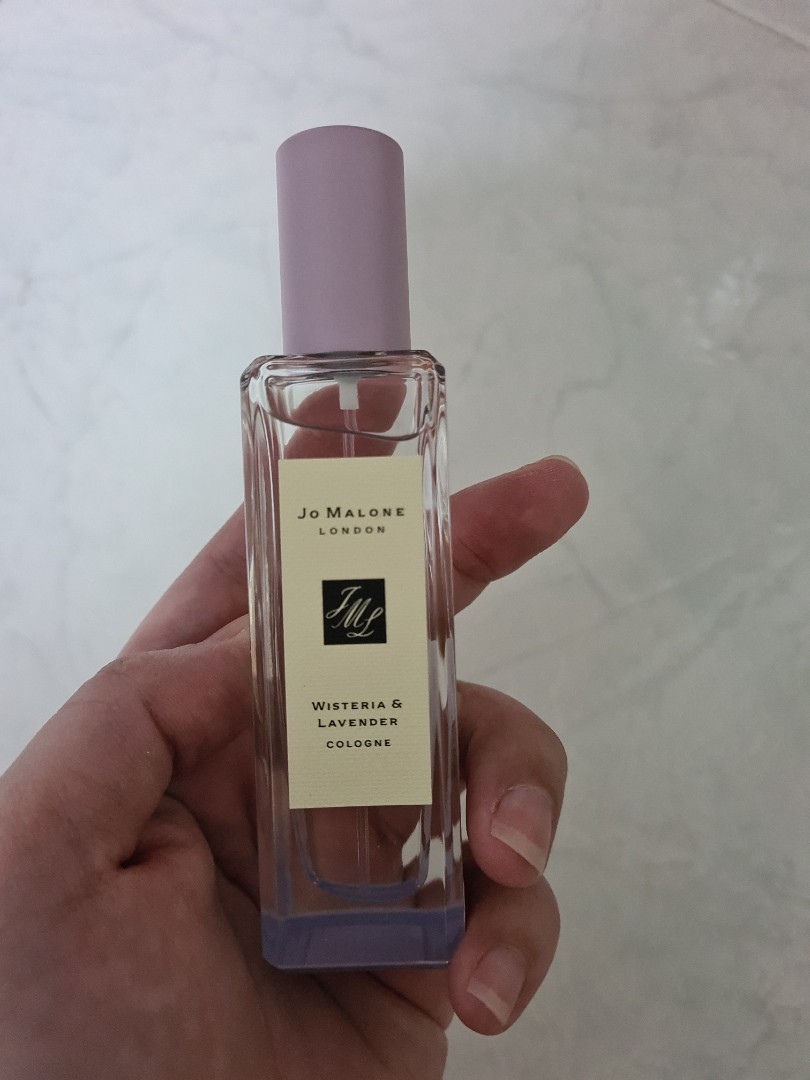 JO MALONE
LONDON
JML
WISTERIA &
LAVENDER
COLOGNE